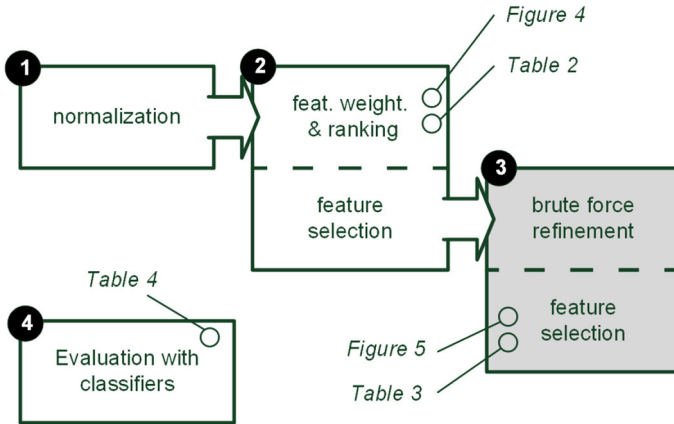 Figure 4
1
2
Table 2
normalization
feat. weight.
& ranking
3
feature
selection
brute force
refinement
Table 4
4
feature
selection
Evaluation with
classifiers
Figure 5
Table 3